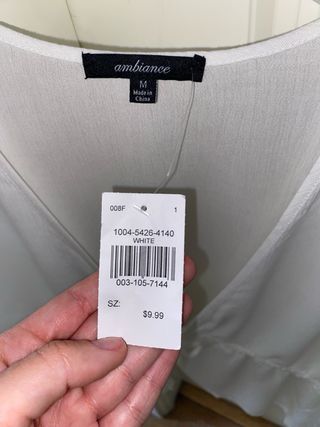 ambiance
M
Made in
China
008F 1
1004-5426-4140
WHITE
003-105-7144
SZ:
$9.99